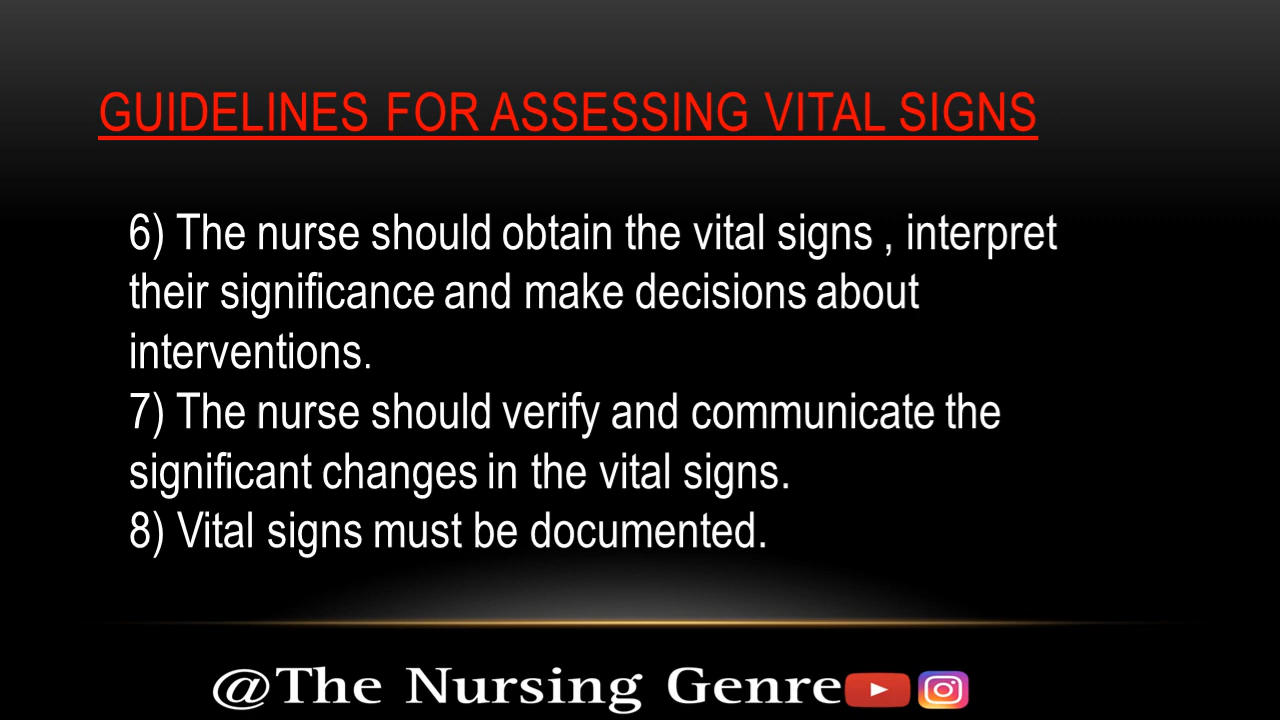 GUIDELINES FOR ASSESSING VITAL SIGNS
6) The nurse should obtain the vital signs , interpret
their significance and make decisions about
interventions.
7) The nurse should verify and communicate the
significant changes in the vital signs.
8) Vital signs must be documented.
@The Nursing Genre